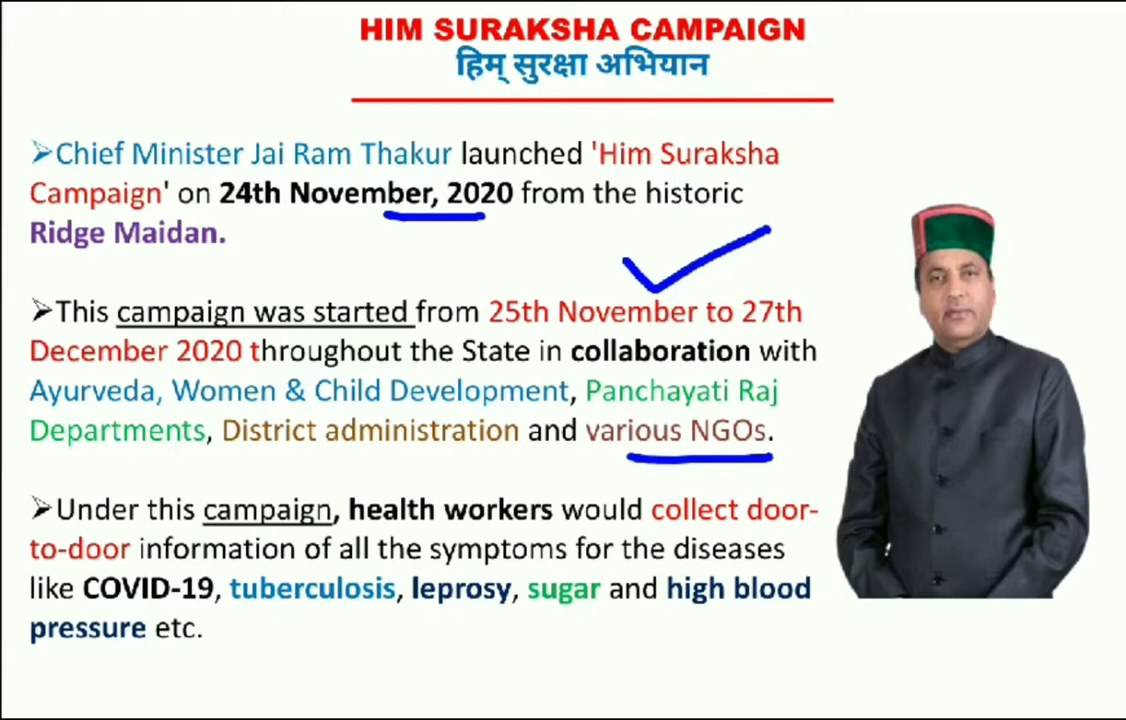 HIM SURAKSHA CAMPAIGN
हिम् सुरक्षा अभियान
➢Chief Minister Jai Ram Thakur launched 'Him Suraksha
Campaign' on 24th November, 2020 from the historic
Ridge Maidan.
➢This campaign was started from 25th November to 27th
December 2020 throughout the State in collaboration with
Ayurveda, Women & Child Development, Panchayati Raj
Departments, District administration and various NGOs.
➢Under this campaign, health workers would collect door-
to-door information of all the symptoms for the diseases
like COVID-19, tuberculosis, leprosy, sugar and high blood
pressure etc.